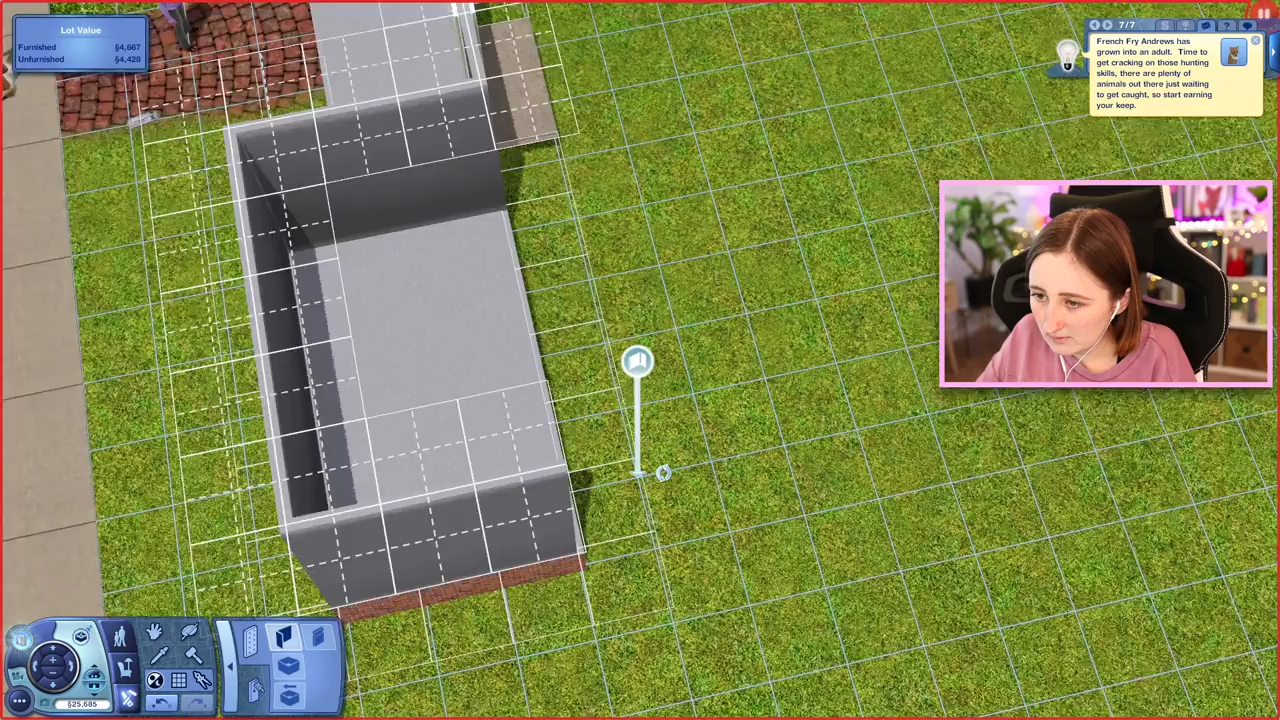 Lot Value
Furnished §4,667
Unfurnished §4,428
7/7
French Fry Andrews has
grown into an adult. Time to
get cracking on those hunting
skills, there are plenty of
animals out there just waiting
to get caught, so start earning
your keep.
§25,685